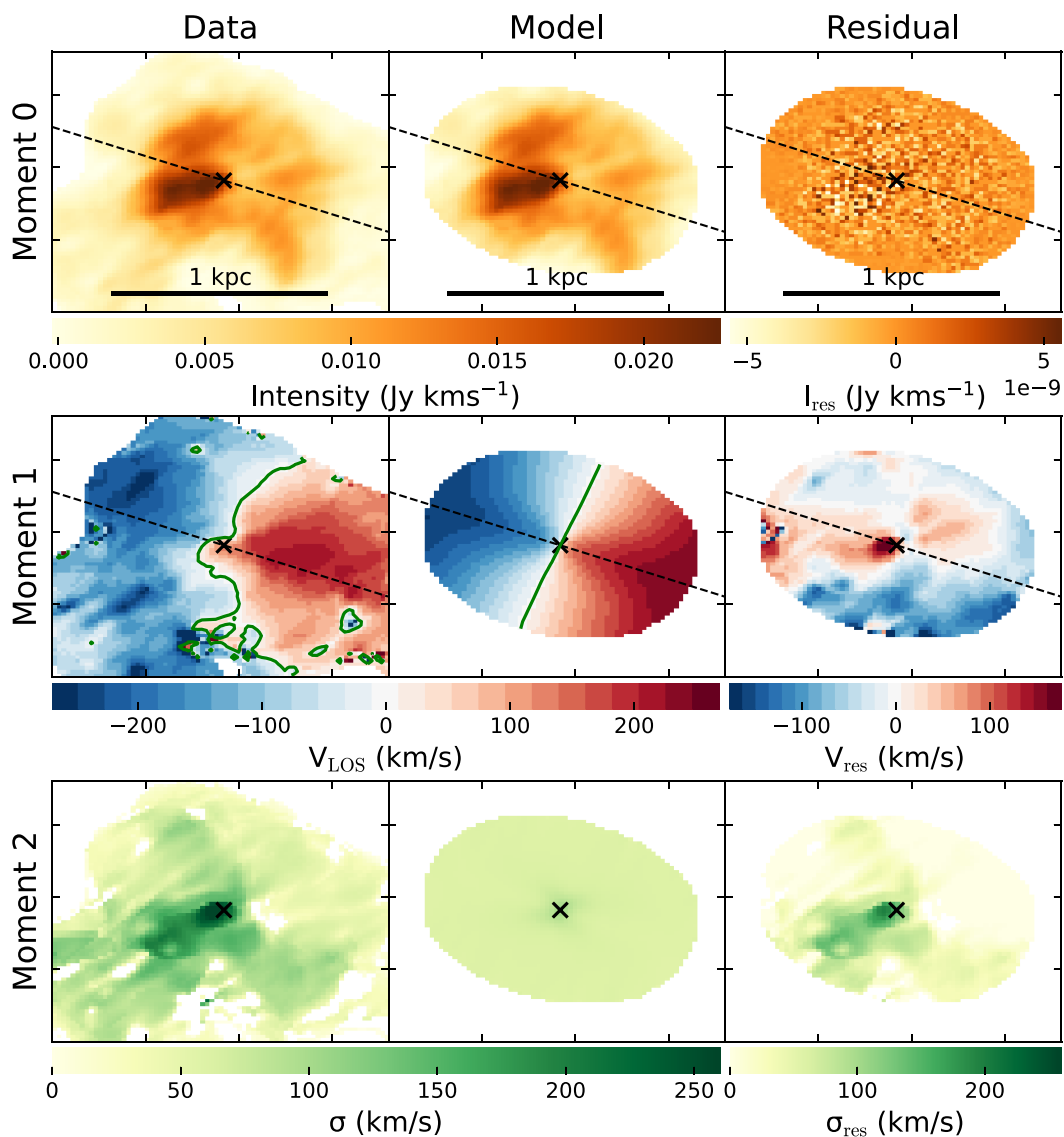 Data Model Residual
Moment 0
1 kpc 1 kpc 1 kpc
0.000 0.005 0.010 0.015 0.020 −5 0 5
Intensity (Jy kms⁻¹) I_res (Jy kms⁻¹) 1e−9
Moment 1
−200 −100 0 100 200 −100 0 100
V_LOS (km/s) V_res (km/s)
Moment 2
0 50 100 150 200 250 0 100 200
σ (km/s) σ_res (km/s)